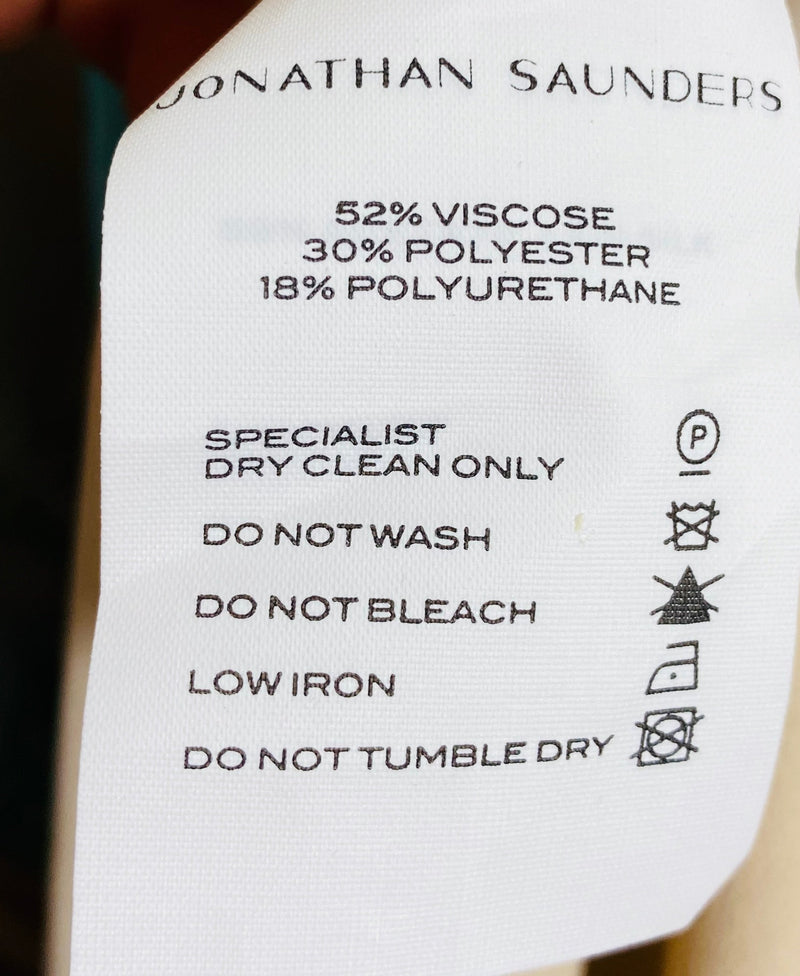 JONATHAN SAUNDERS
52% VISCOSE
30% POLYESTER
18% POLYURETHANE
SPECIALIST
DRY CLEAN ONLY
P
DO NOT WASH
DO NOT BLEACH
LOW IRON
DO NOT TUMBLE DRY